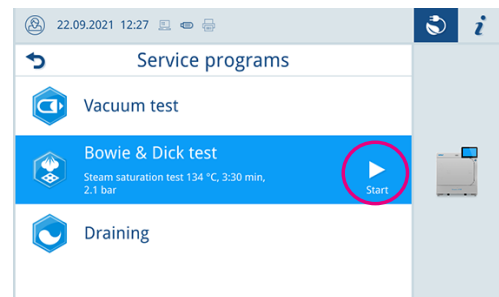 22.09.2021 12:27
i
Service programs
Vacuum test
Bowie & Dick test
Steam saturation test 134 °C, 3:30 min,
2.1 bar
Start
Draining